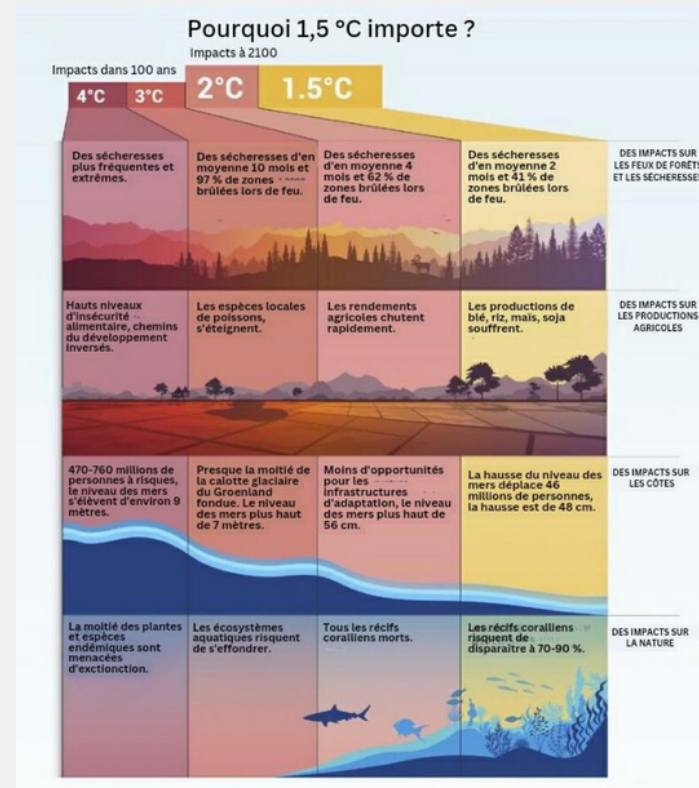 Pourquoi 1,5 °C importe ?
Impacts à 2100
Impacts dans 100 ans
4°C
3°C
2°C
1.5°C
Des sécheresses
plus fréquentes et
extrêmes.
Des sécheresses d'en
moyenne 10 mois et
97 % de zones
brûlées lors de feu.
Des sécheresses
d'en moyenne 4
mois et 62 % de
zones brûlées lors
de feu.
Des sécheresses
d'en moyenne 2
mois et 41 % de
zones brûlées lors
de feu.
DES IMPACTS SUR
LES FEUX DE FORÊTS
ET LES SÉCHERESSES
Hauts niveaux
d'insécurité
alimentaire, chemins
du développement
inversés.
Les espèces locales
de poissons,
s'éteignent.
Les rendements
agricoles chutent
rapidement.
Les productions de
blé, riz, maïs, soja
souffrent.
DES IMPACTS SUR
LES PRODUCTIONS
AGRICOLES
470-760 millions de
personnes à risques,
le niveau des mers
s'élèvent d'environ 9
mètres.
Presque la moitié de
la calotte glaciaire
du Groenland
fondue. Le niveau
des mers plus haut
de 7 mètres.
Moins d'opportunités
pour les
infrastructures
d'adaptation, le niveau
des mers plus haut de
56 cm.
La hausse du niveau des
mers déplace 46
millions de personnes,
la hausse est de 48 cm.
DES IMPACTS SUR
LES CÔTES
La moitié des plantes
et espèces
endémiques sont
menacées
d'exctionction.
Les écosystèmes
aquatiques risquent
de s'effondrer.
Tous les récifs
coralliens morts.
Les récifs coralliens
risquent de
disparaître à 70-90 %.
DES IMPACTS SUR
LA NATURE